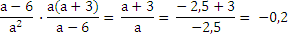 a − 6 / a² · a(a + 3) / a − 6 = a + 3 / a = − 2,5 + 3 / −2,5 = −0,2